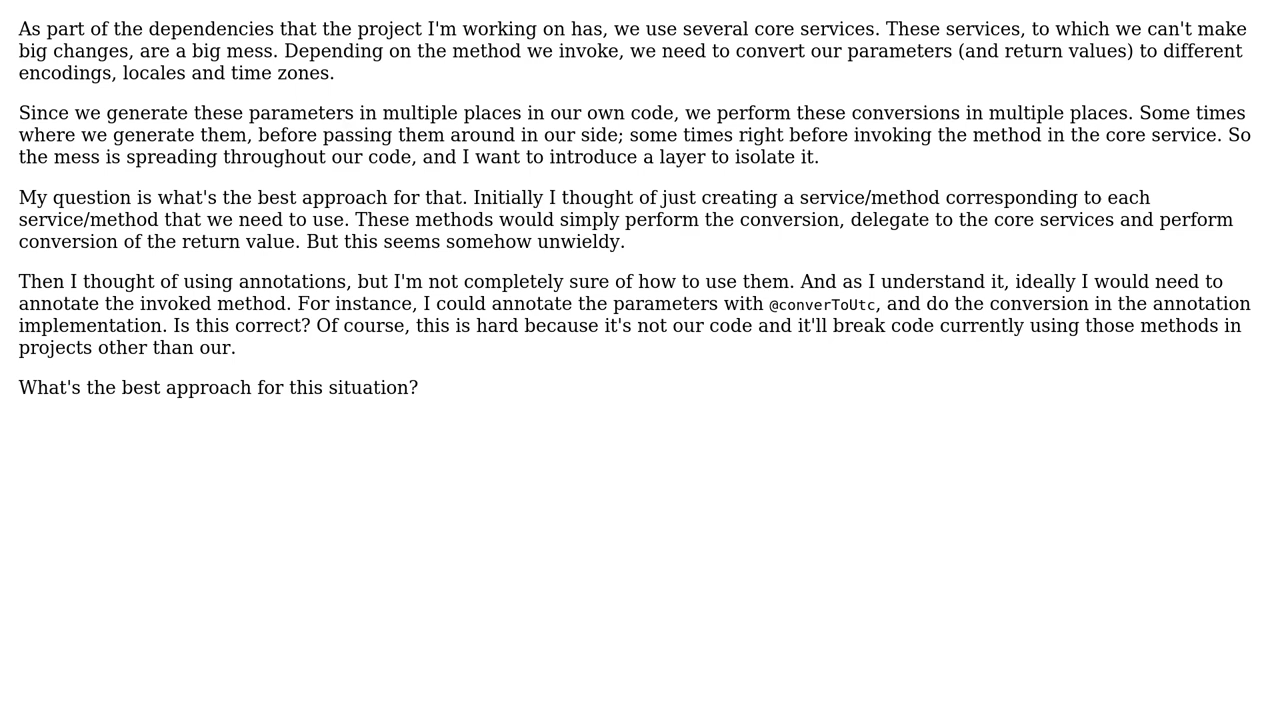 As part of the dependencies that the project I'm working on has, we use several core services. These services, to which we can't make
big changes, are a big mess. Depending on the method we invoke, we need to convert our parameters (and return values) to different
encodings, locales and time zones.
Since we generate these parameters in multiple places in our own code, we perform these conversions in multiple places. Some times
where we generate them, before passing them around in our side; some times right before invoking the method in the core service. So
the mess is spreading throughout our code, and I want to introduce a layer to isolate it.
My question is what's the best approach for that. Initially I thought of just creating a service/method corresponding to each
service/method that we need to use. These methods would simply perform the conversion, delegate to the core services and perform
conversion of the return value. But this seems somehow unwieldy.
Then I thought of using annotations, but I'm not completely sure of how to use them. And as I understand it, ideally I would need to
annotate the invoked method. For instance, I could annotate the parameters with @converToUtc, and do the conversion in the annotation
implementation. Is this correct? Of course, this is hard because it's not our code and it'll break code currently using those methods in
projects other than our.
What's the best approach for this situation?